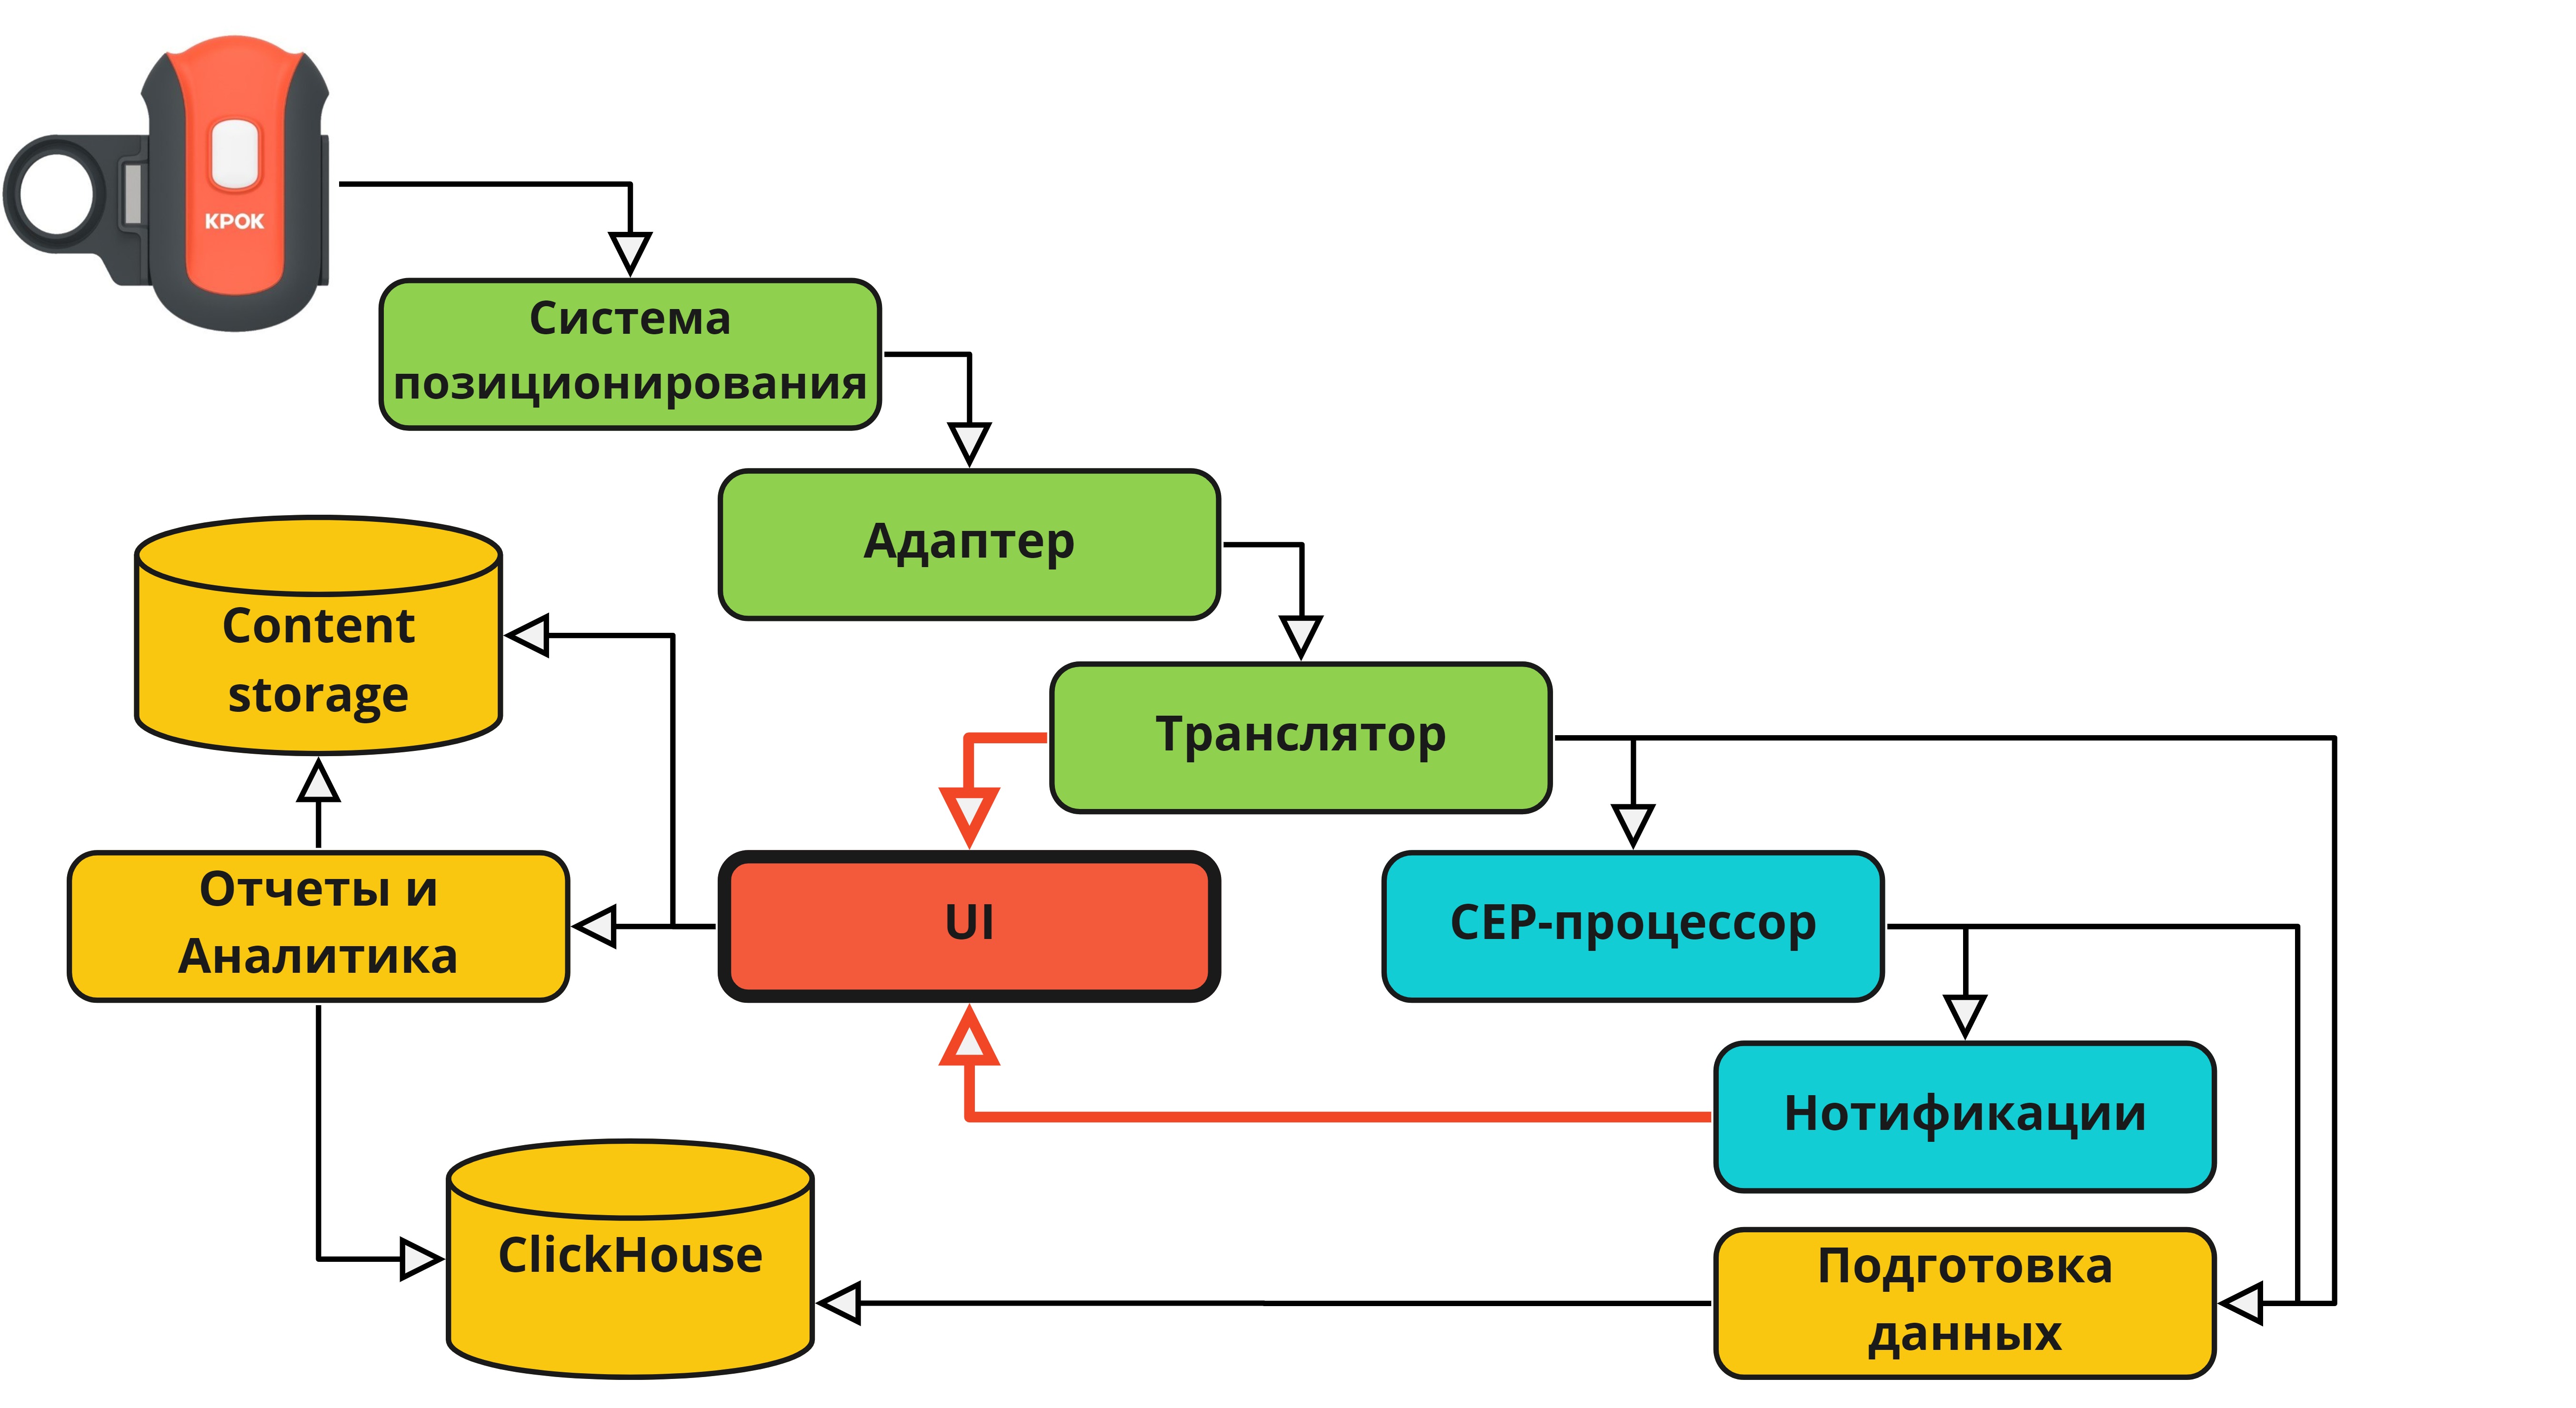 КРОК
Система
позиционирования
Адаптер
Content
storage
Транслятор
Отчеты и
Аналитика
UI
CEP-процессор
Нотификации
ClickHouse
Подготовка
данных